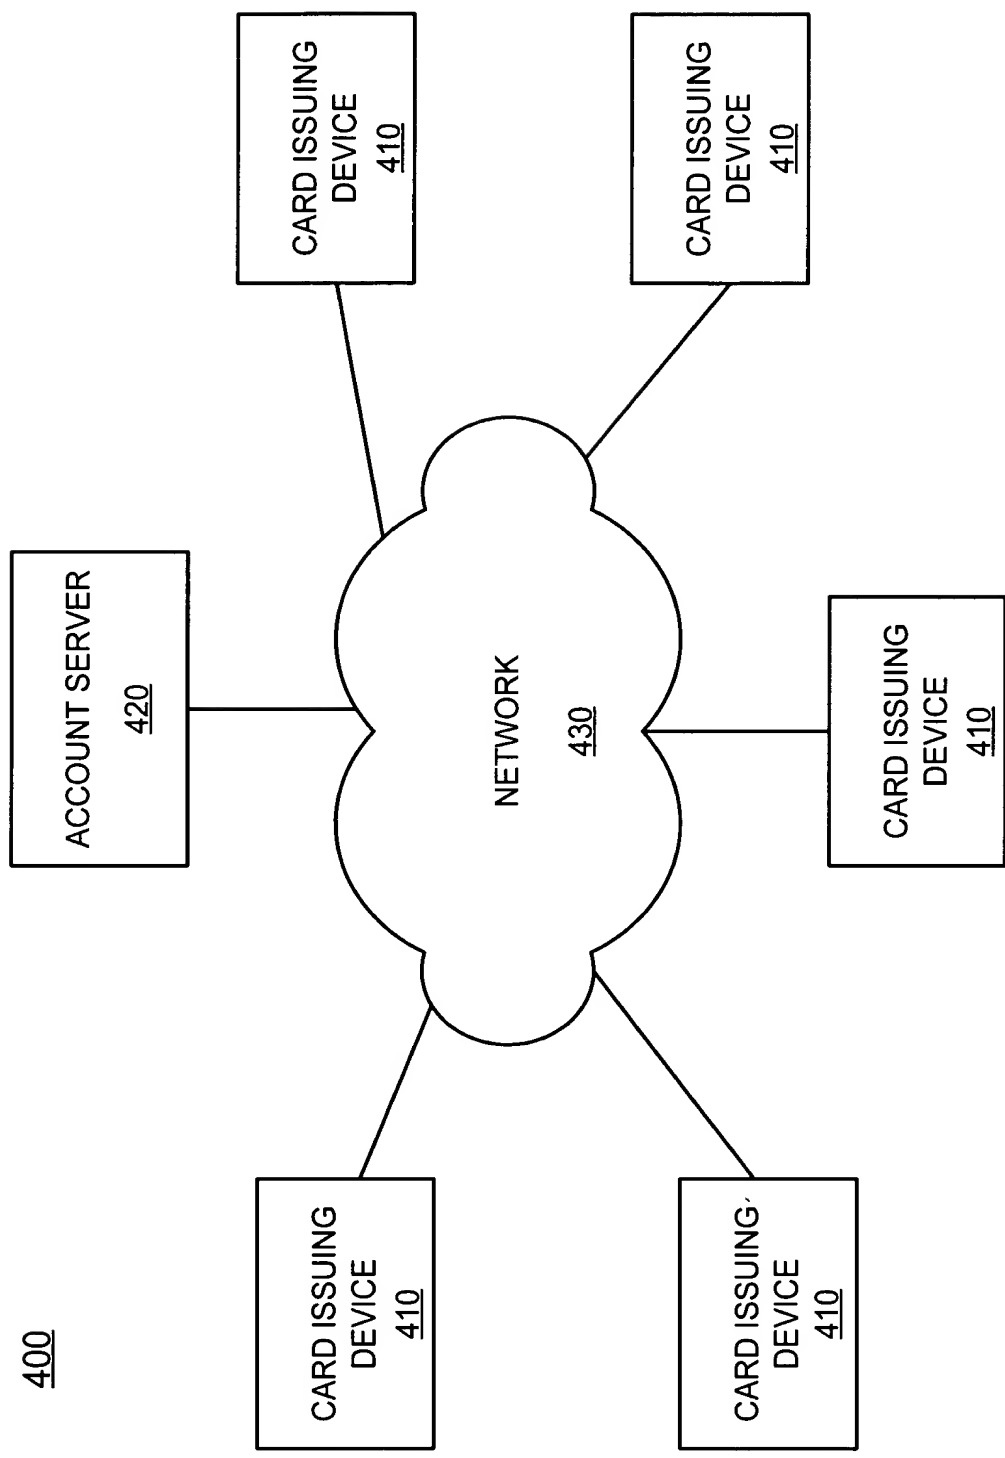 400
ACCOUNT SERVER
420
CARD ISSUING
DEVICE
410
CARD ISSUING
DEVICE
410
NETWORK
430
CARD ISSUING
DEVICE
410
CARD ISSUING
DEVICE
410
CARD ISSUING
DEVICE
410